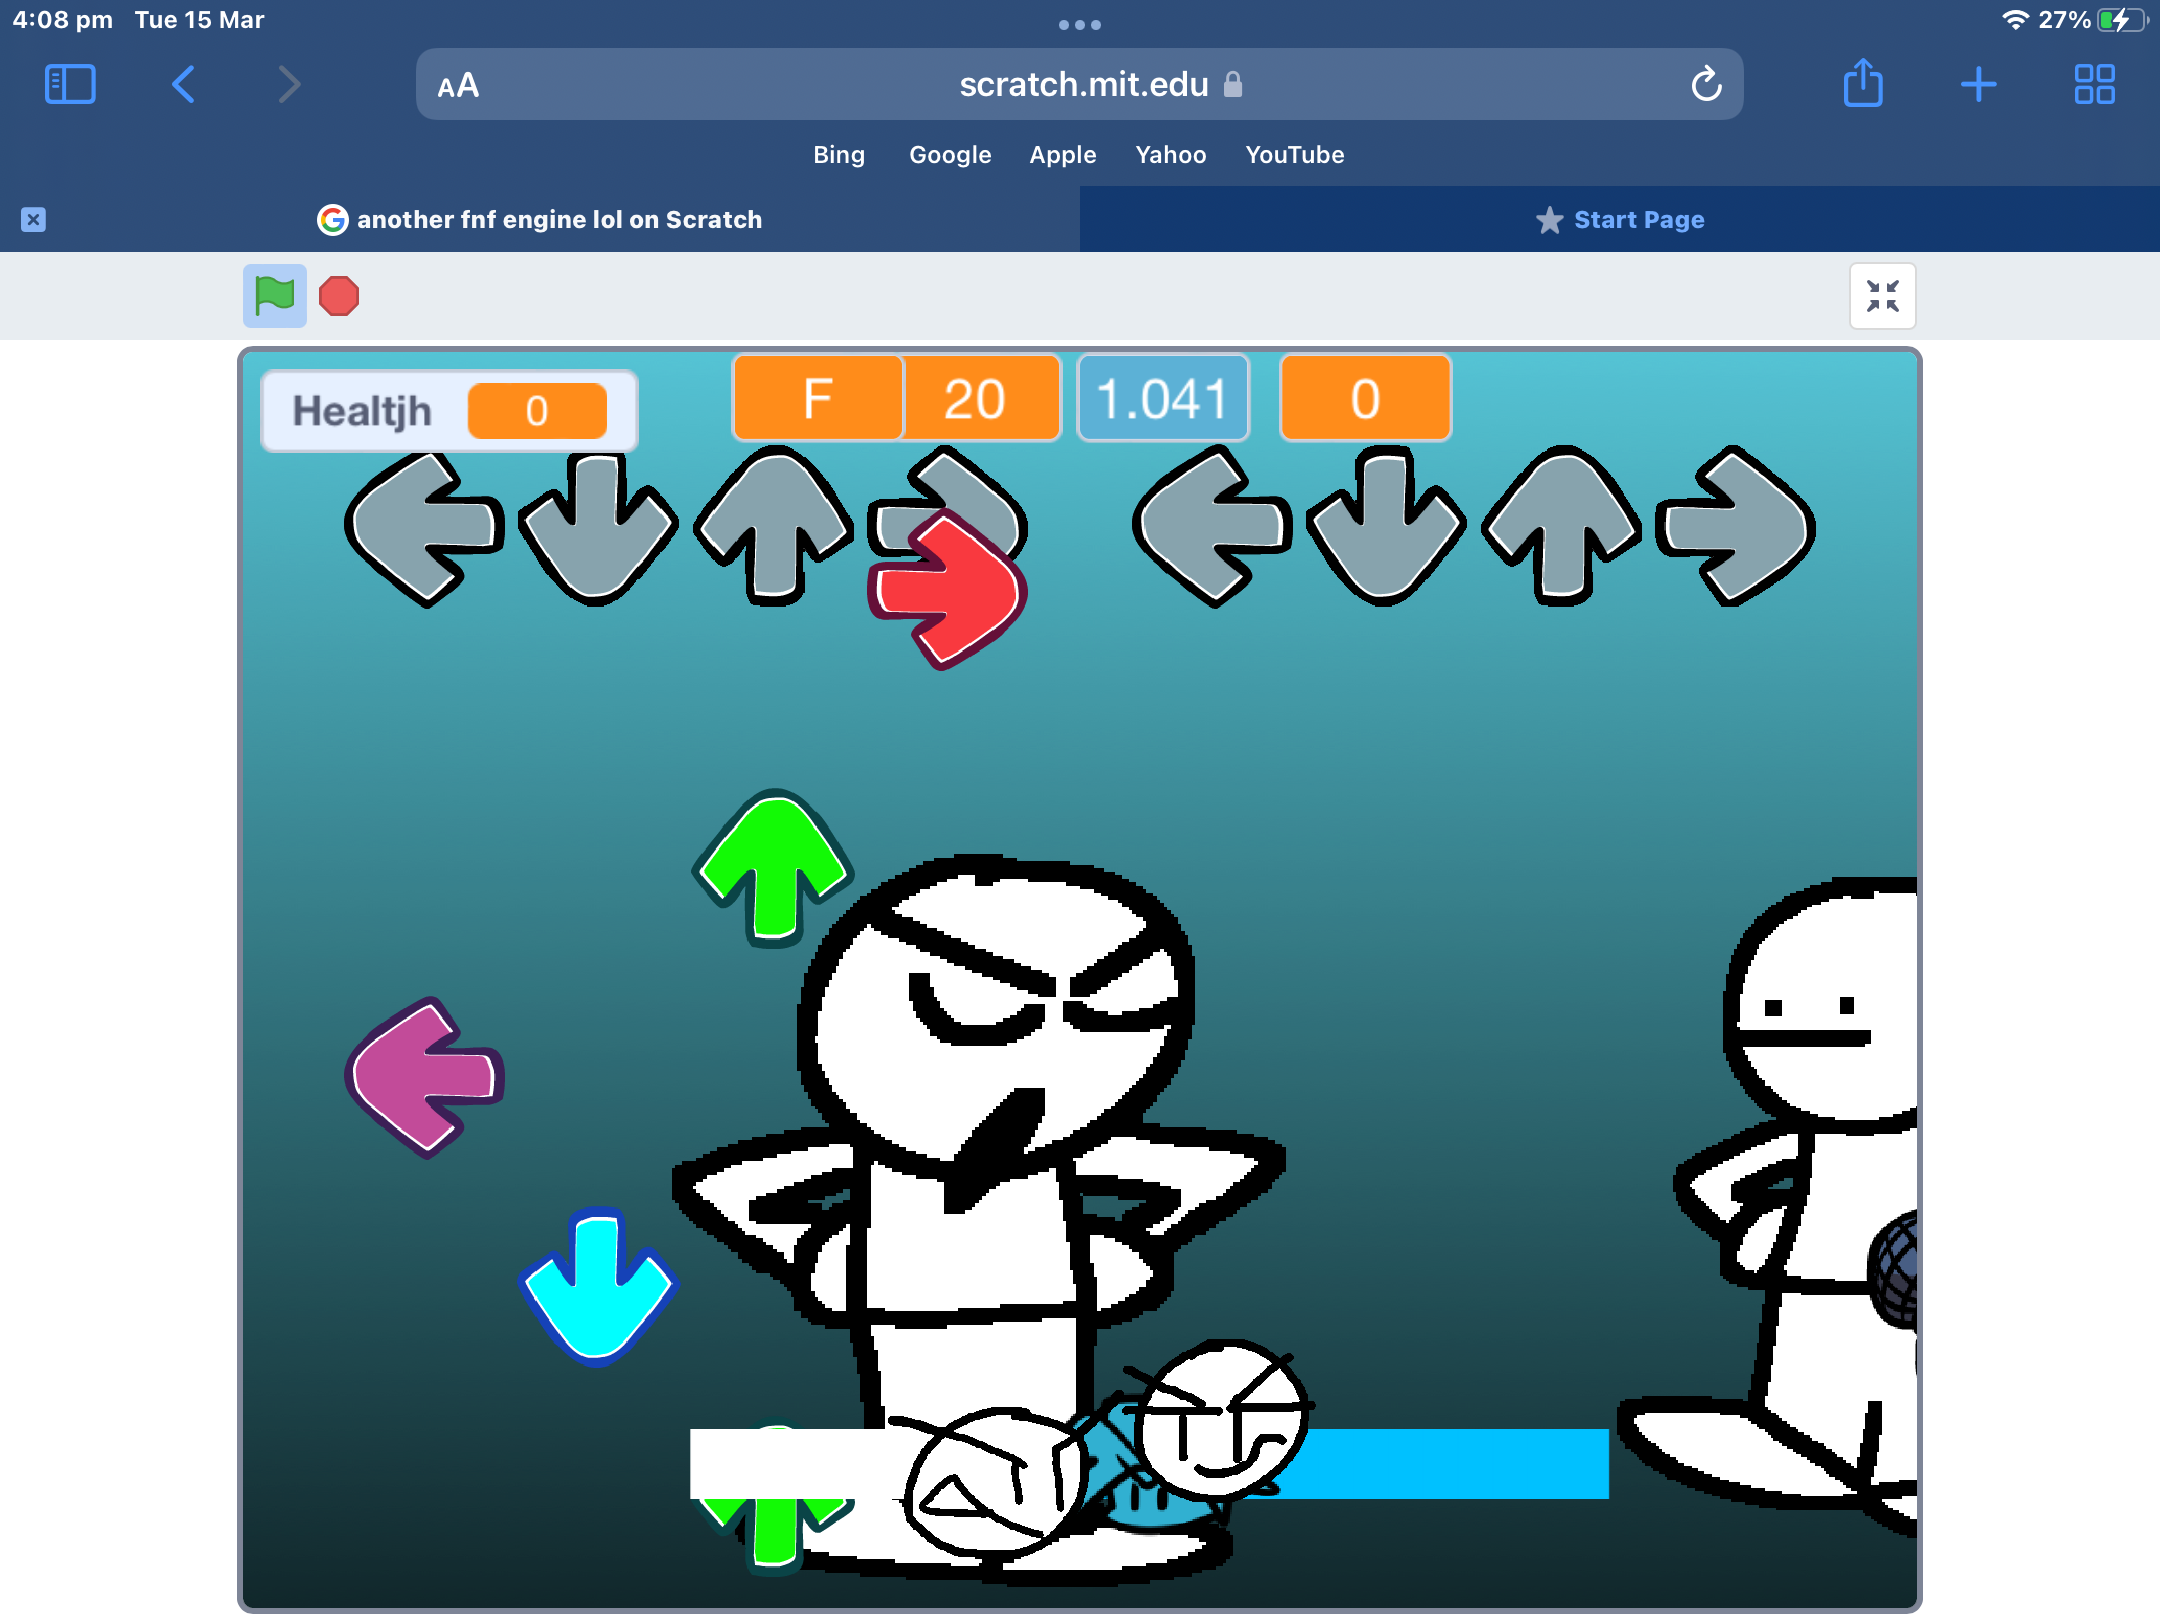 4:08 pm Tue 15 Mar 27%
AA scratch.mit.edu
Bing Google Apple Yahoo YouTube
another fnf engine lol on Scratch Start Page
Healtjh 0 F 20 1.041 0